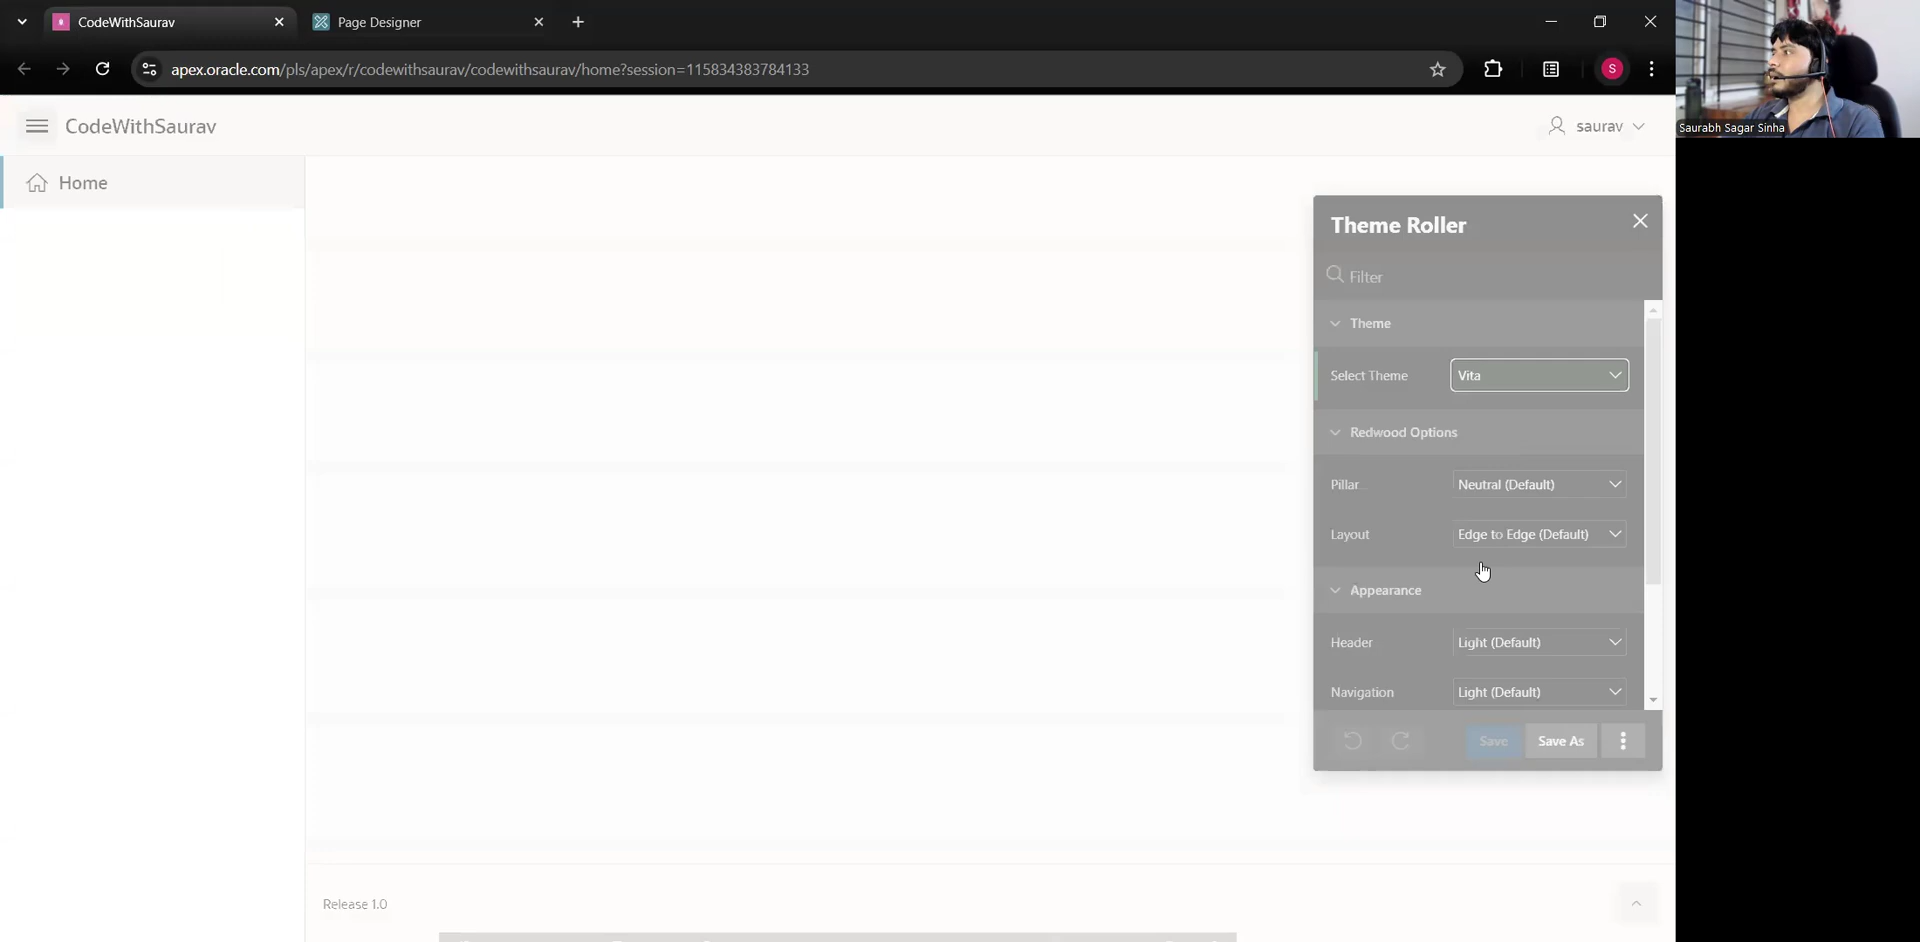 CodeWithSaurav
Page Designer
apex.oracle.com/pls/apex/r/codewithsaurav/codewithsaurav/home?session=115834383784133
S
CodeWithSaurav
saurav
Saurabh Sagar Sinha
Home
Theme Roller
Filter
Theme
Select Theme
Vita
Redwood Options
Pillar
Neutral (Default)
Layout
Edge to Edge (Default)
Appearance
Header
Light (Default)
Navigation
Light (Default)
Save
Save As
Release 1.0